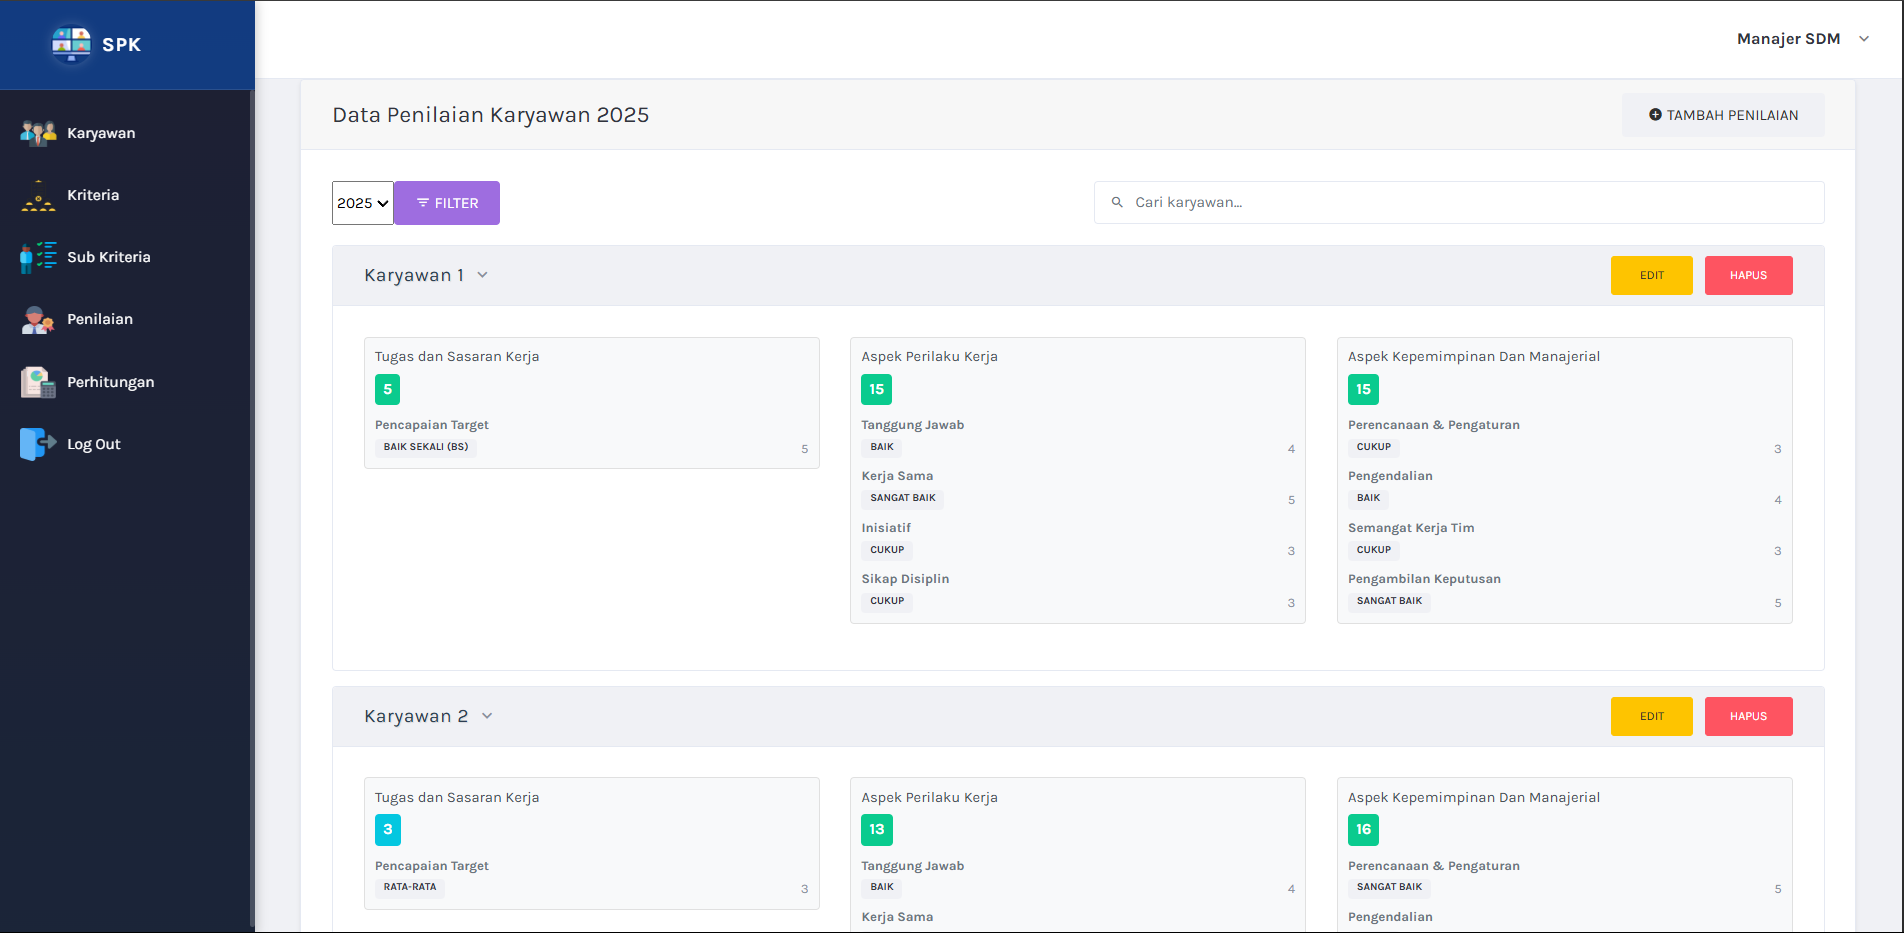 SPK
Manajer SDM
Karyawan
Kriteria
Sub Kriteria
Penilaian
Perhitungan
Log Out
Data Penilaian Karyawan 2025
TAMBAH PENILAIAN
2025
FILTER
Cari karyawan...
Karyawan 1
EDIT
HAPUS
Tugas dan Sasaran Kerja
5
Pencapaian Target
BAIK SEKALI (BS) 5
Aspek Perilaku Kerja
15
Tanggung Jawab
BAIK 4
Kerja Sama
SANGAT BAIK 5
Inisiatif
CUKUP 3
Sikap Disiplin
CUKUP 3
Aspek Kepemimpinan Dan Manajerial
15
Perencanaan & Pengaturan
CUKUP 3
Pengendalian
BAIK 4
Semangat Kerja Tim
CUKUP 3
Pengambilan Keputusan
SANGAT BAIK 5
Karyawan 2
EDIT
HAPUS
Tugas dan Sasaran Kerja
3
Pencapaian Target
RATA-RATA 3
Aspek Perilaku Kerja
13
Tanggung Jawab
BAIK 4
Kerja Sama
Aspek Kepemimpinan Dan Manajerial
16
Perencanaan & Pengaturan
SANGAT BAIK 5
Pengendalian